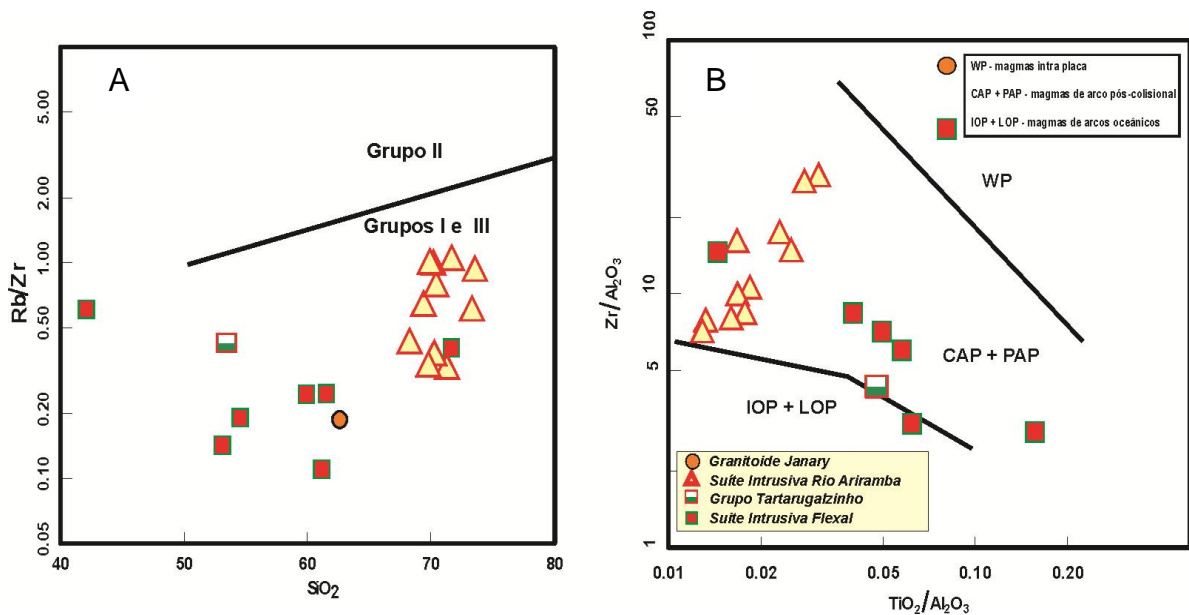 A
Grupo II
Grupos I e III
Rb/Zr
5.00
2.00
1.00
0.50
0.20
0.10
0.05
40
50
60
70
80
SiO₂
B
WP - magmas intra placa
CAP + PAP - magmas de arco pós-colisional
IOP + LOP - magmas de arcos oceánicos
WP
CAP + PAP
IOP + LOP
Granitoide Janary
Suíte Intrusiva Rio Ariramba
Grupo Tartarugalzinho
Suíte Intrusiva Flexal
Zr/Al₂O₃
100
50
10
5
1
0.01
0.02
0.05
0.10
0.20
TiO₂/Al₂O₃